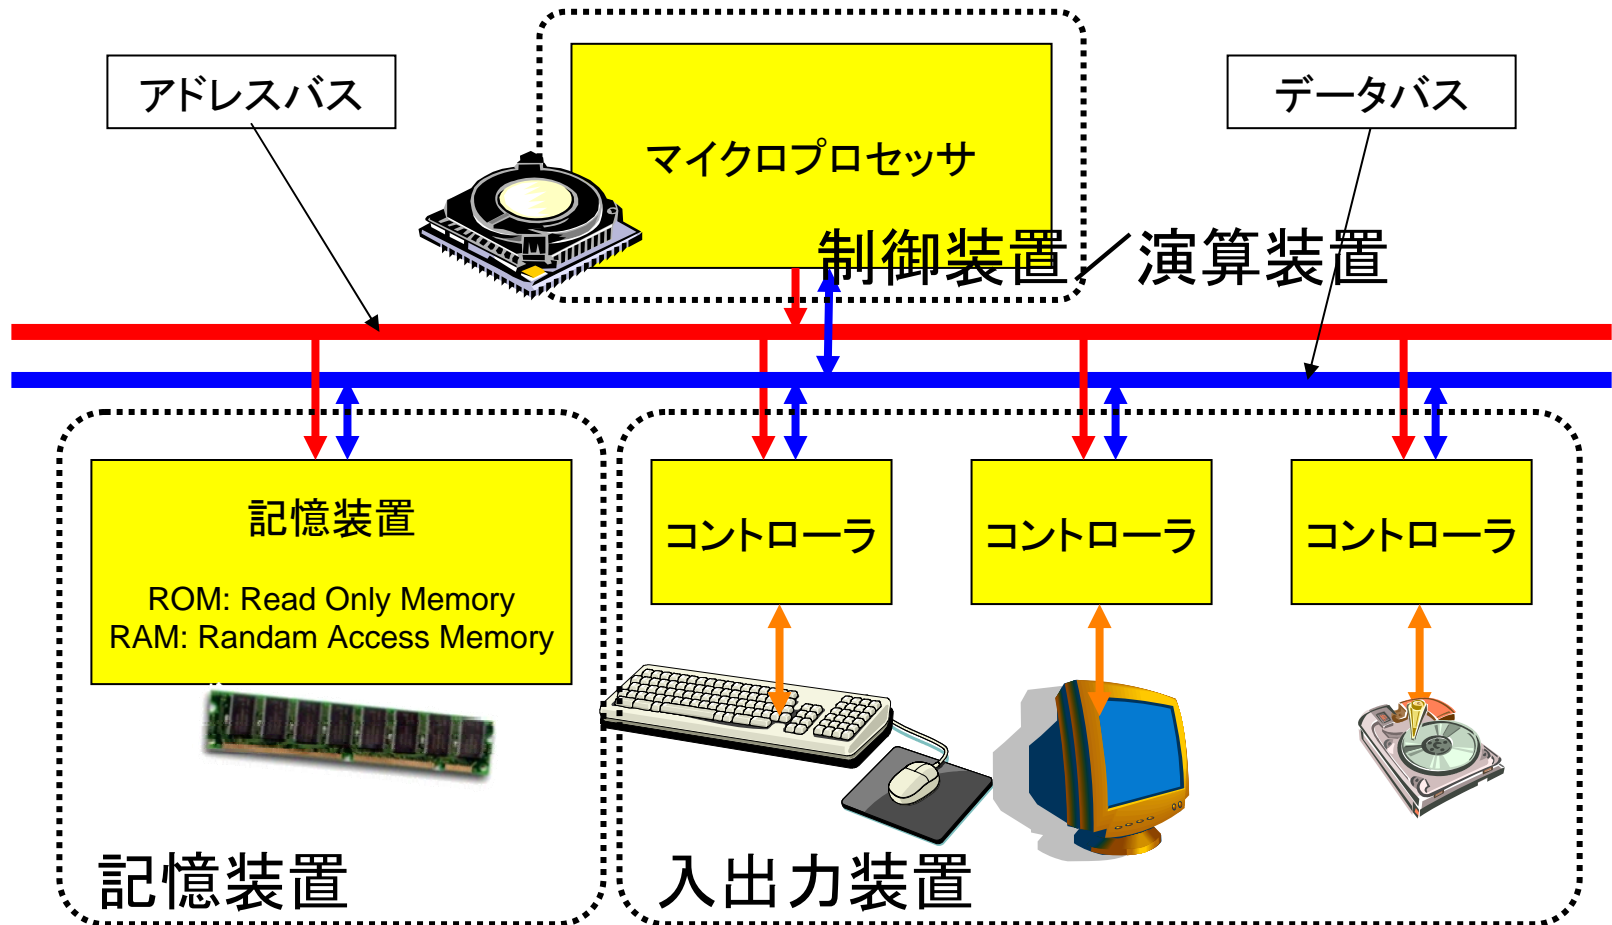 アドレスバス
データバス
マイクロプロセッサ
制御装置／演算装置
記憶装置
ROM: Read Only Memory
RAM: Randam Access Memory
コントローラ
コントローラ
コントローラ
記憶装置
入出力装置